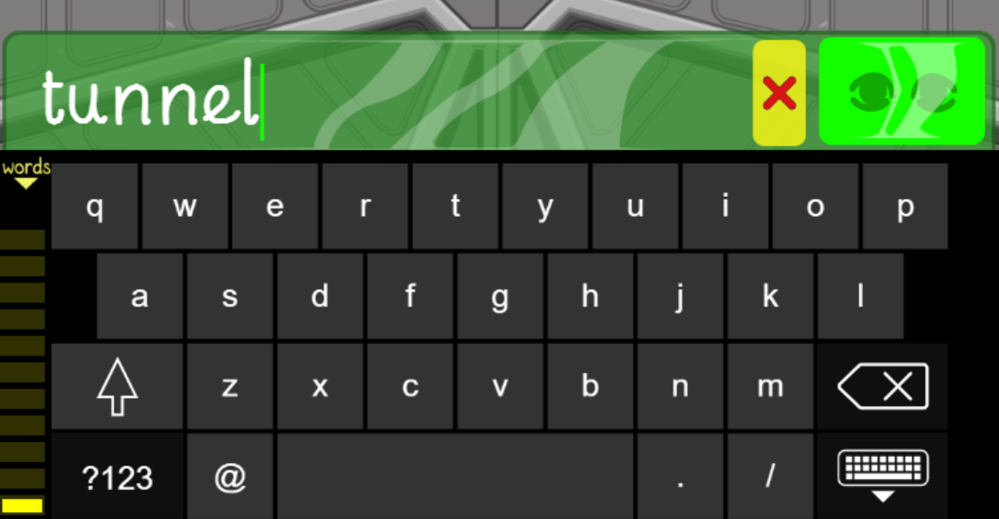 tunnel
words
q w e r t y u i o p
a s d f g h j k l
z x c v b n m
?123 @ . /